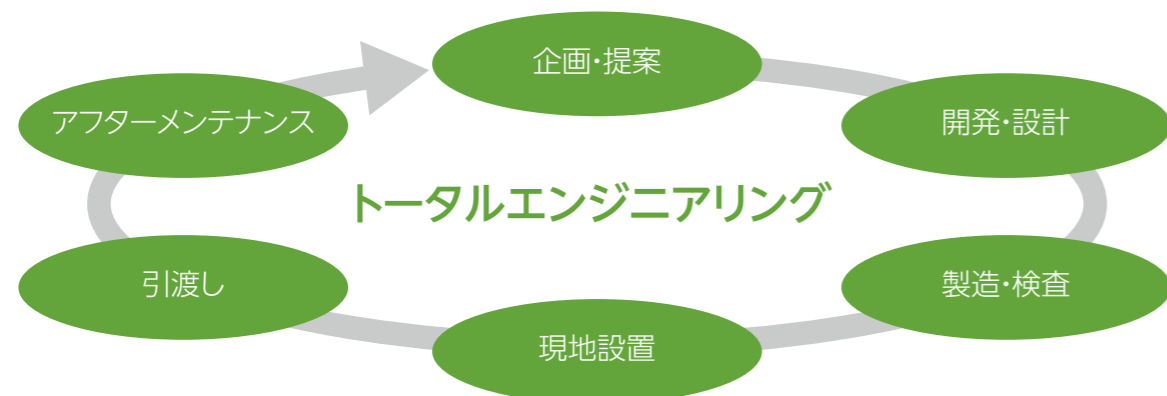 企画・提案
アフターメンテナンス
開発・設計
トータルエンジニアリング
引渡し
製造・検査
現地設置